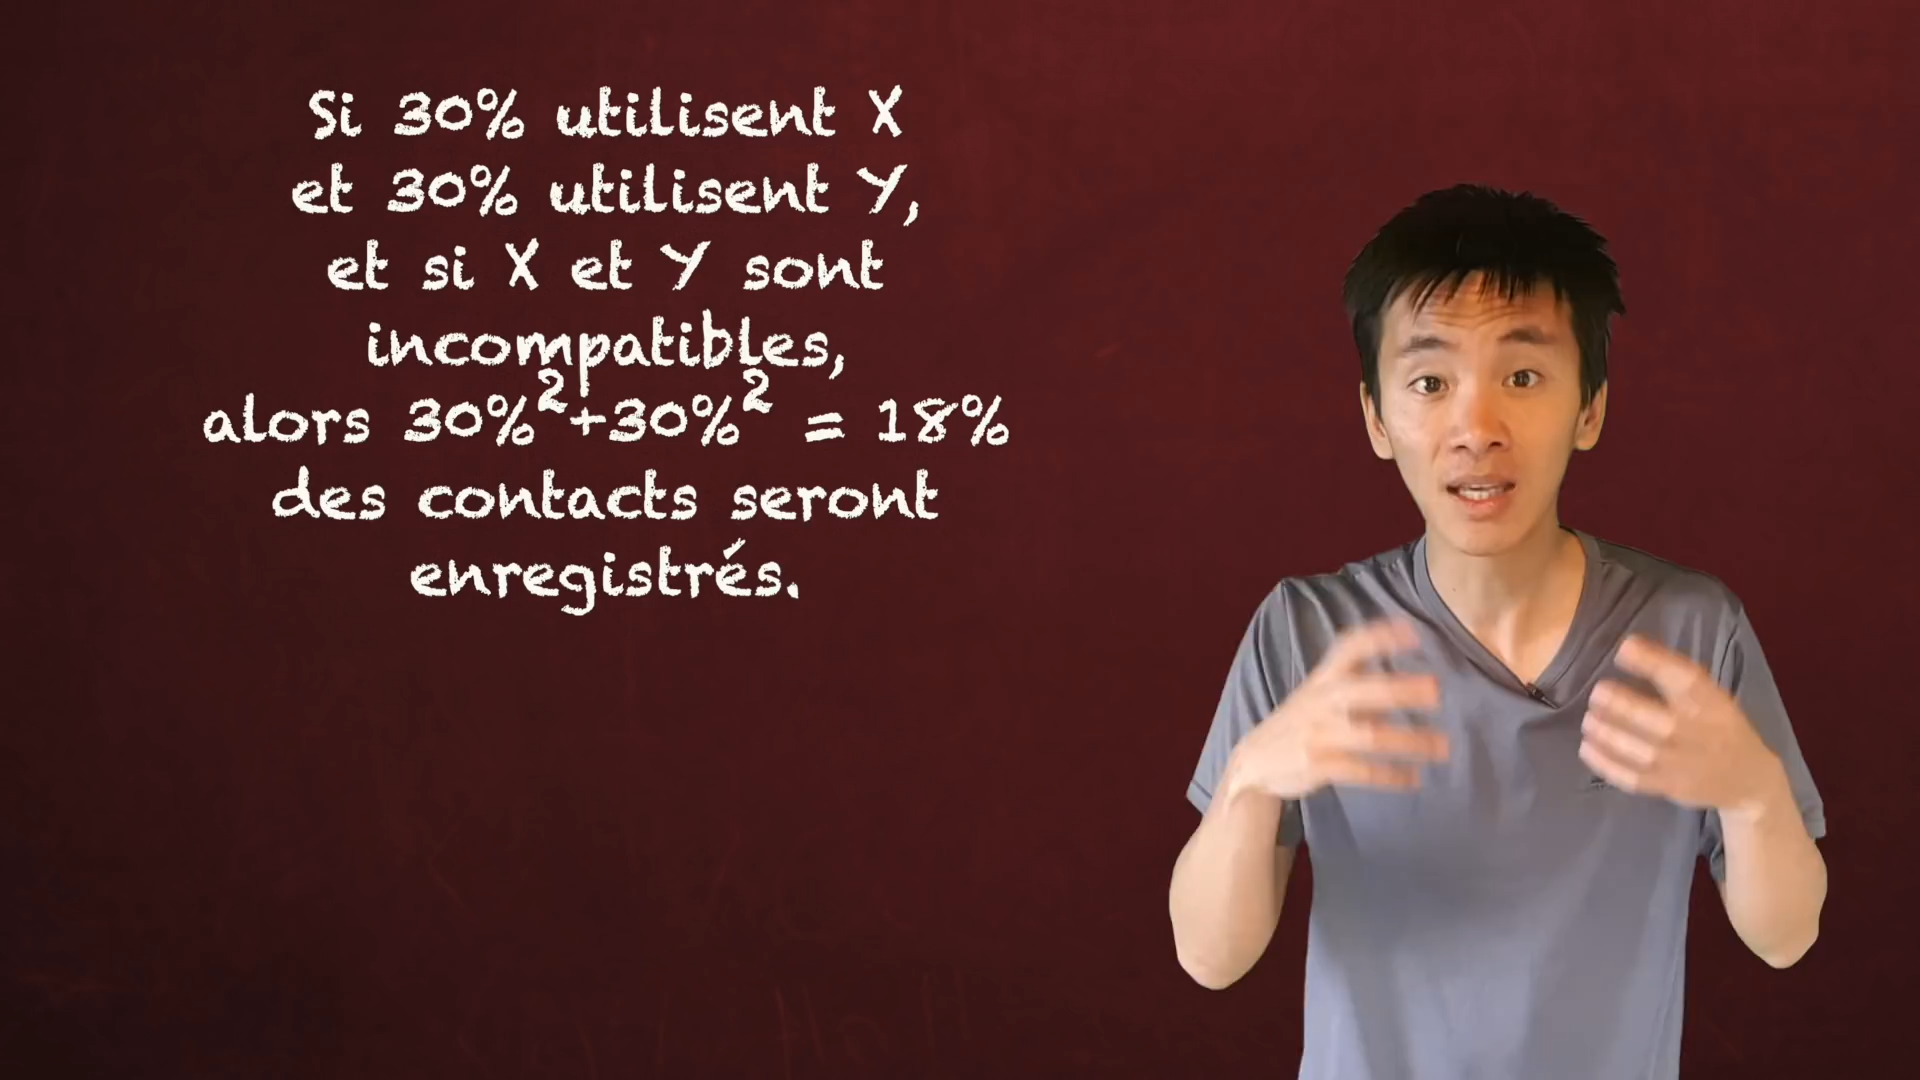 Si 30% utilisent X
et 30% utilisent Y,
et si X et Y sont
incompatibles,
alors 30%²+30%² = 18%
des contacts seront
enregistrés.